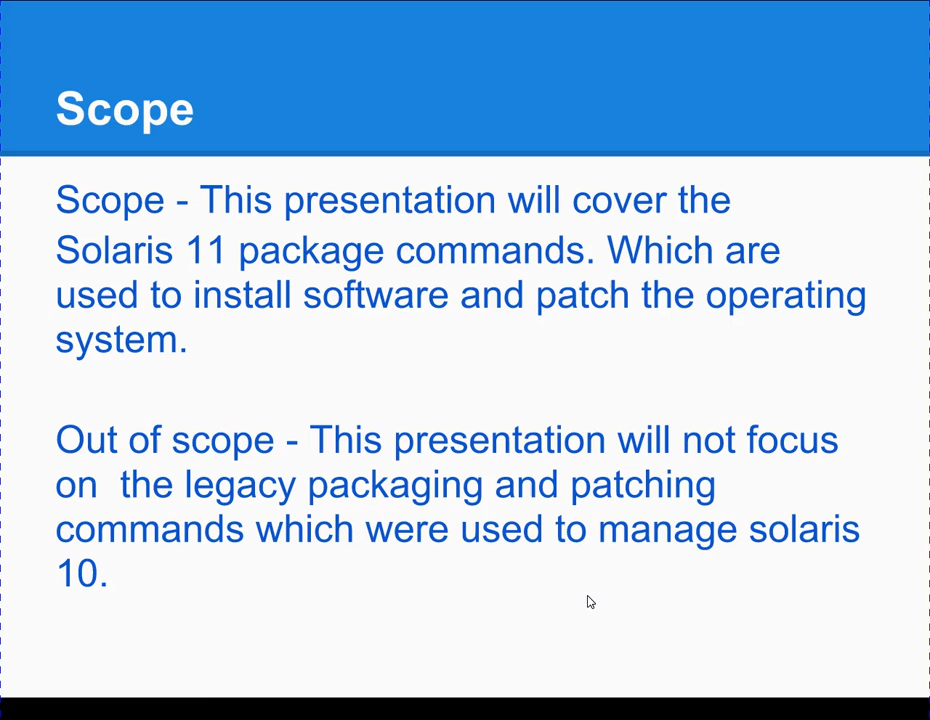 Scope
Scope - This presentation will cover the
Solaris 11 package commands. Which are
used to install software and patch the operating
system.
Out of scope - This presentation will not focus
on  the legacy packaging and patching
commands which were used to manage solaris
10.